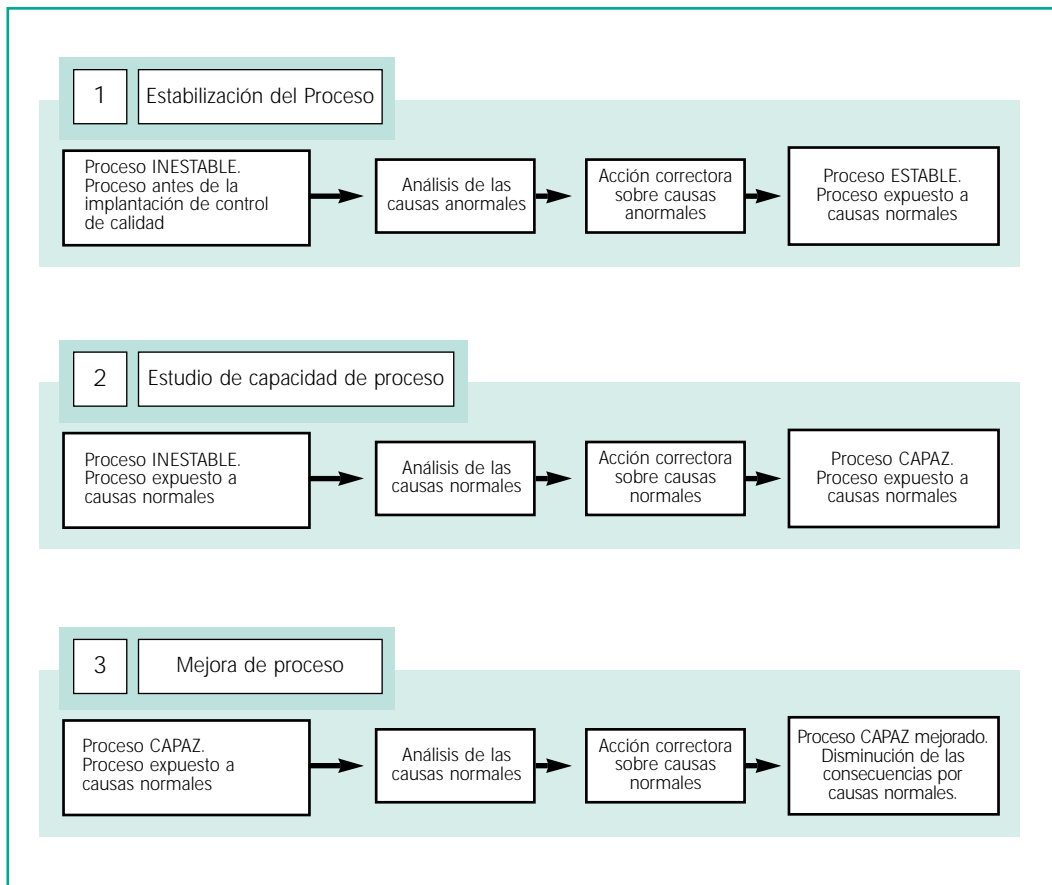 1
Estabilización del Proceso
Proceso INESTABLE.
Proceso antes de la
implantación de control
de calidad
Análisis de las
causas anormales
Acción correctora
sobre causas
anormales
Proceso ESTABLE.
Proceso expuesto a
causas normales
2
Estudio de capacidad de proceso
Proceso INESTABLE.
Proceso expuesto a
causas normales
Análisis de las
causas normales
Acción correctora
sobre causas
normales
Proceso CAPAZ.
Proceso expuesto a
causas normales
3
Mejora de proceso
Proceso CAPAZ.
Proceso expuesto a
causas normales
Análisis de las
causas normales
Acción correctora
sobre causas
normales
Proceso CAPAZ mejorado.
Disminución de las
consecuencias por
causas normales.